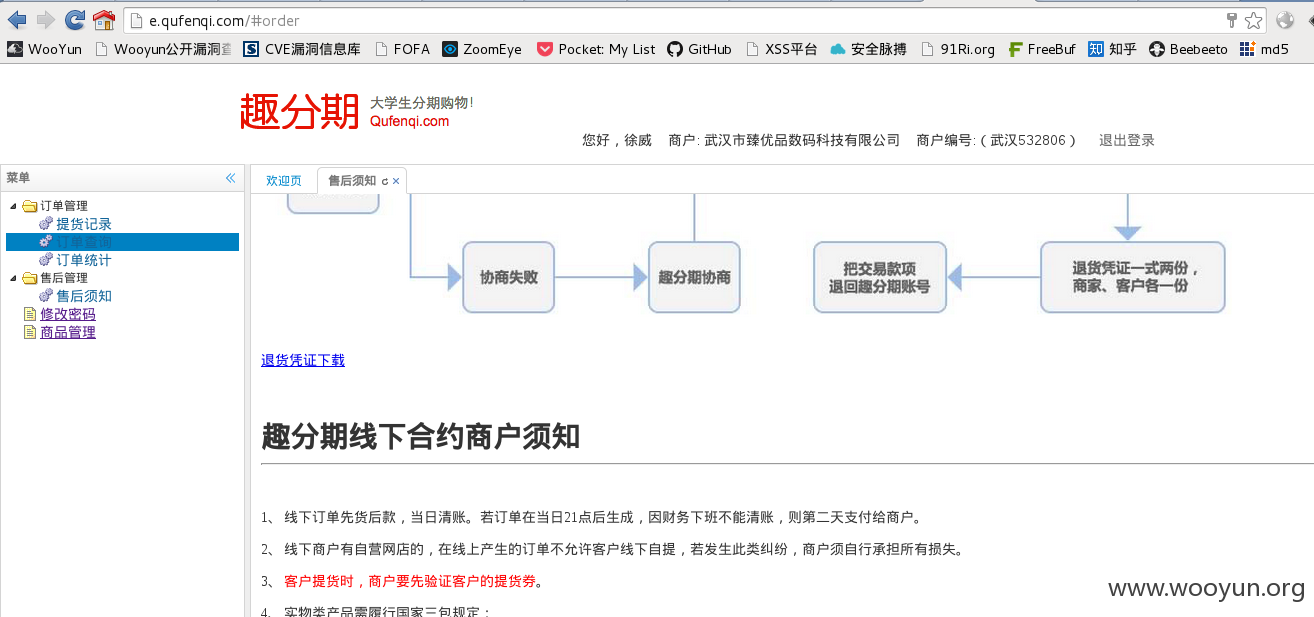 e.qufenqi.com/#order
WooYun Wooyun公开漏洞查 CVE漏洞信息库 FOFA ZoomEye Pocket: My List GitHub XSS平台 安全脉搏 91Ri.org FreeBuf 知乎 Beebeeto md5
趣分期 大学生分期购物!
Qufenqi.com
您好，徐威 商户: 武汉市臻优品数码科技有限公司 商户编号:（武汉532806） 退出登录
菜单 «
欢迎页 售后须知
订单管理
提货记录
订单查询
订单统计
售后管理
售后须知
修改密码
商品管理
协商失败
趣分期协商
把交易款项
退回趣分期账号
退货凭证一式两份，
商家、客户各一份
退货凭证下载
趣分期线下合约商户须知
1、 线下订单先货后款，当日清账。若订单在当日21点后生成，因财务下班不能清账，则第二天支付给商户。
2、 线下商户有自营网店的，在线上产生的订单不允许客户线下自提，若发生此类纠纷，商户须自行承担所有损失。
3、 客户提货时，商户要先验证客户的提货券。
4、 实物类产品需履行国家三包规定；
www.wooyun.org